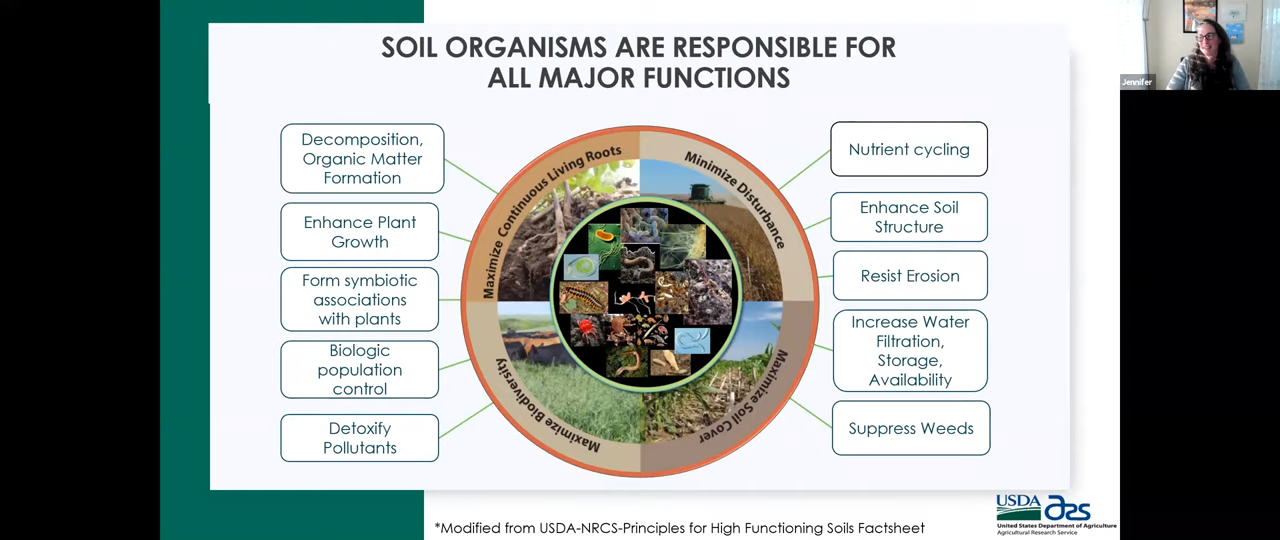 SOIL ORGANISMS ARE RESPONSIBLE FOR
ALL MAJOR FUNCTIONS
Jennifer
Decomposition,
Organic Matter
Formation
Enhance Plant
Growth
Form symbiotic
associations
with plants
Biologic
population
control
Detoxify
Pollutants
Maximize Continuous Living Roots
Minimize Disturbance
Maximize Biodiversity
Maximize Soil Cover
Nutrient cycling
Enhance Soil
Structure
Resist Erosion
Increase Water
Filtration,
Storage,
Availability
Suppress Weeds
*Modified from USDA-NRCS-Principles for High Functioning Soils Factsheet
USDA ars
United States Department of Agriculture
Agricultural Research Service